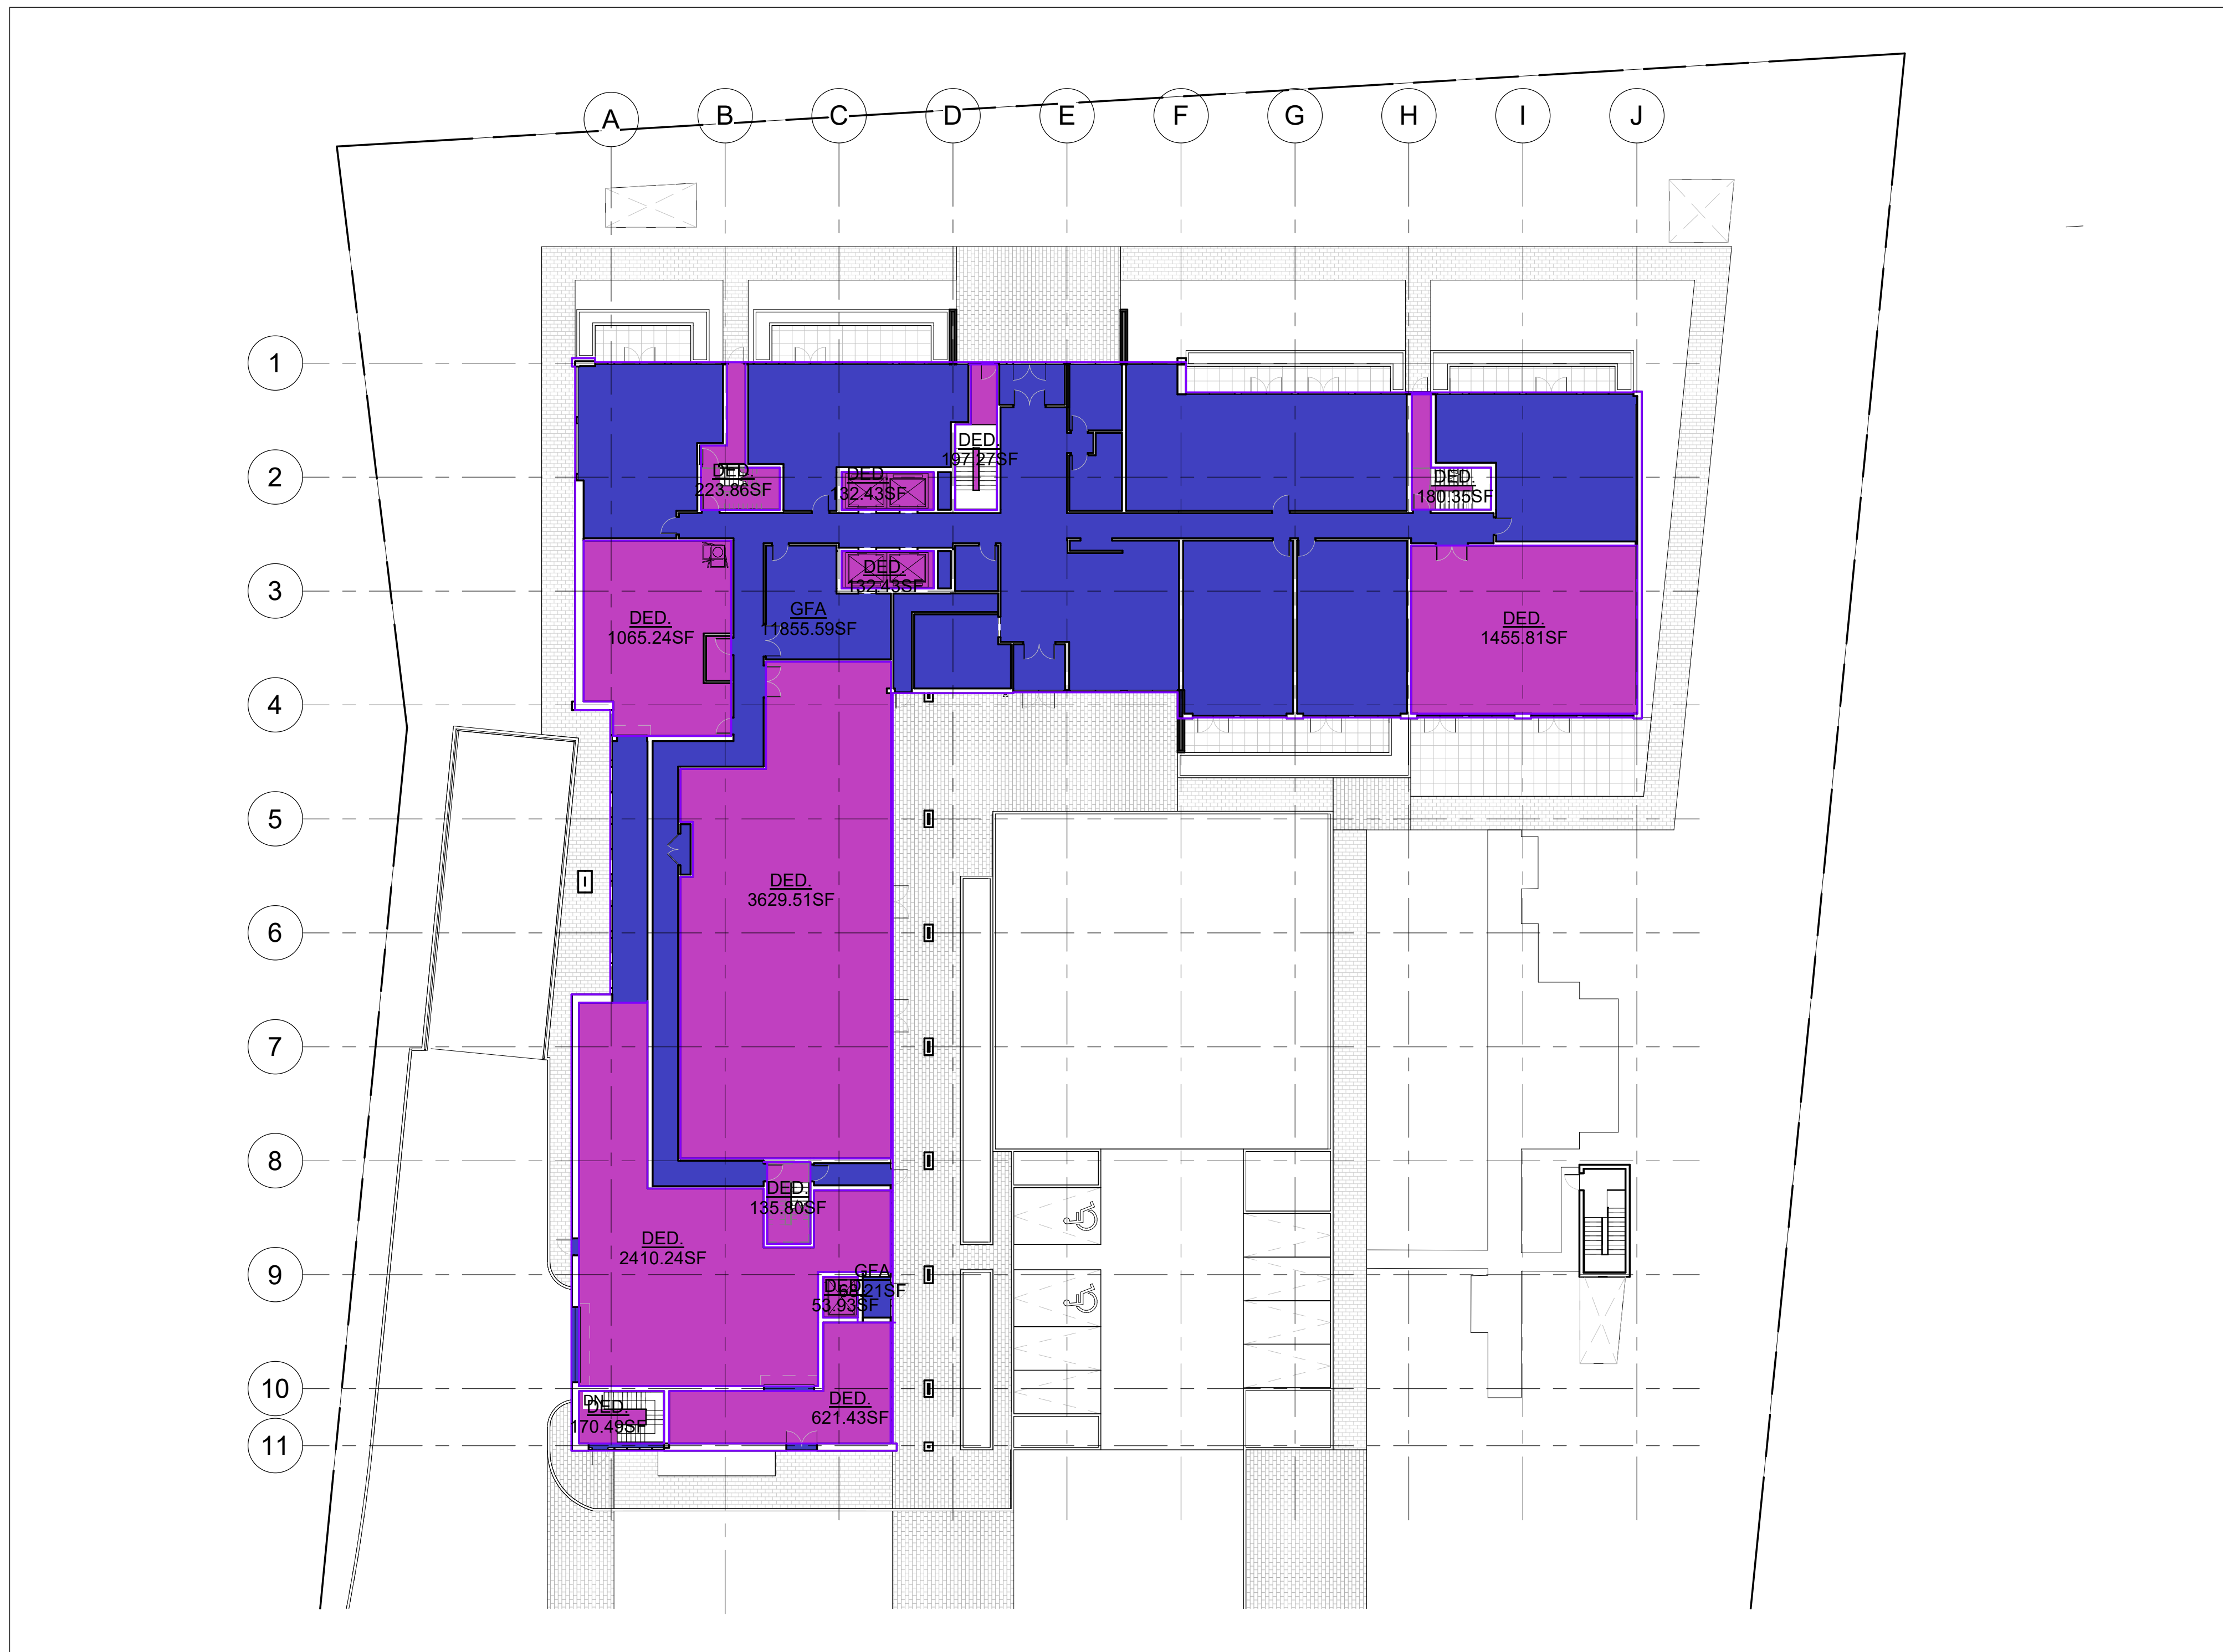 A B C D E F G H I J
1
DED.
197.27SF
2
DED.
223.86SF
DED.
132.43SF
DED.
180.35SF
DED.
132.43SF
3
GFA
11855.59SF
DED.
1065.24SF
DED.
1455.81SF
4
5
DED.
3629.51SF
6
7
8
DED.
135.80SF
DED.
2410.24SF
9
GFA
68.21SF
DED.
53.93SF
10
DN
DED.
170.49SF
DED.
621.43SF
11